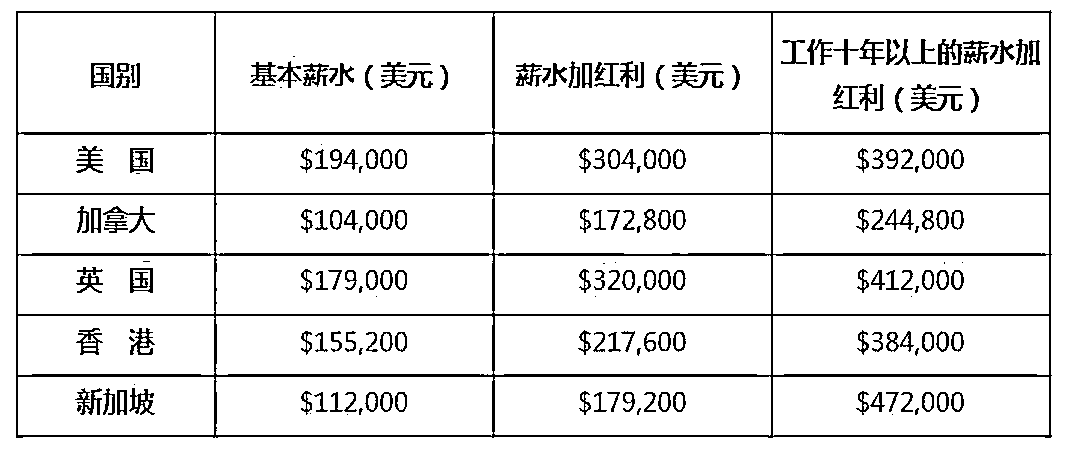 国别 基本薪水（美元） 薪水加红利（美元） 工作十年以上的薪水加
红利（美元）
美 国 $194,000 $304,000 $392,000
加拿大 $104,000 $172,800 $244,800
英 国 $179,000 $320,000 $412,000
香 港 $155,200 $217,600 $384,000
新加坡 $112,000 $179,200 $472,000